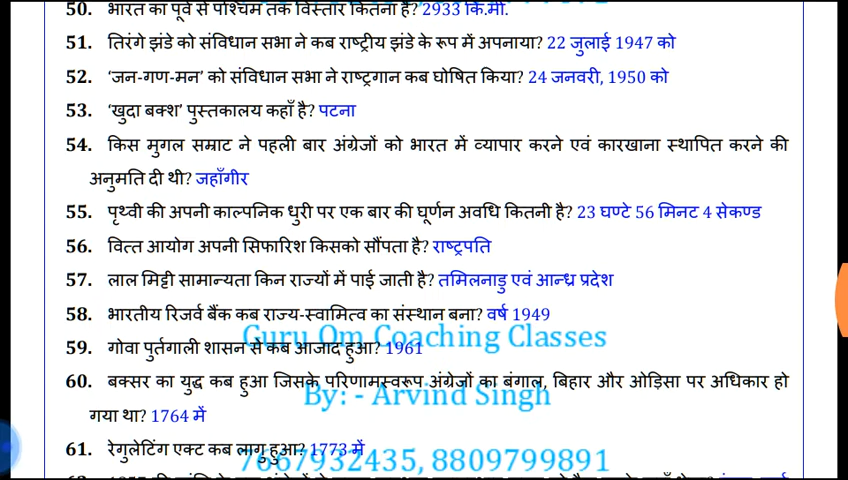 50. भारत का पूर्व से पश्चिम तक विस्तार कितना है? 2933 कि.मी.
51. तिरंगे झंडे को संविधान सभा ने कब राष्ट्रीय झंडे के रूप में अपनाया? 22 जुलाई 1947 को
52. ‘जन-गण-मन’ को संविधान सभा ने राष्ट्रगान कब घोषित किया? 24 जनवरी, 1950 को
53. ‘खुदा बक्श’ पुस्तकालय कहाँ है? पटना
54. किस मुगल सम्राट ने पहली बार अंग्रेजों को भारत में व्यापार करने एवं कारखाना स्थापित करने की
अनुमति दी थी? जहाँगीर
55. पृथ्वी की अपनी काल्पनिक धुरी पर एक बार की घूर्णन अवधि कितनी है? 23 घण्टे 56 मिनट 4 सेकण्ड
56. वित्त आयोग अपनी सिफारिश किसको सौंपता है? राष्ट्रपति
57. लाल मिट्टी सामान्यता किन राज्यों में पाई जाती है? तमिलनाडु एवं आन्ध्र प्रदेश
58. भारतीय रिजर्व बैंक कब राज्य-स्वामित्व का संस्थान बना? वर्ष 1949
Guru Om Coaching Classes
59. गोवा पुर्तगाली शासन से कब आजाद हुआ? 1961
60. बक्सर का युद्ध कब हुआ जिसके परिणामस्वरूप अंग्रेजों का बंगाल, बिहार और ओड़िसा पर अधिकार हो
By: - Arvind Singh
गया था? 1764 में
61. रेगुलेटिंग एक्ट कब लागु हुआ? 1773 में
7667932435, 8809799891